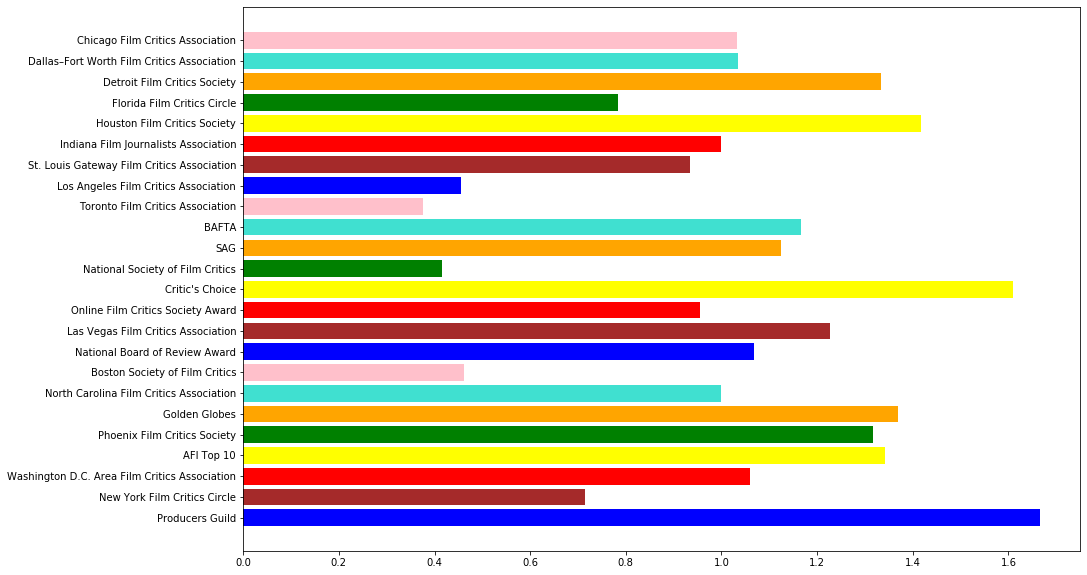 Chicago Film Critics Association
Dallas–Fort Worth Film Critics Association
Detroit Film Critics Society
Florida Film Critics Circle
Houston Film Critics Society
Indiana Film Journalists Association
St. Louis Gateway Film Critics Association
Los Angeles Film Critics Association
Toronto Film Critics Association
BAFTA
SAG
National Society of Film Critics
Critic's Choice
Online Film Critics Society Award
Las Vegas Film Critics Association
National Board of Review Award
Boston Society of Film Critics
North Carolina Film Critics Association
Golden Globes
Phoenix Film Critics Society
AFI Top 10
Washington D.C. Area Film Critics Association
New York Film Critics Circle
Producers Guild
0.0 0.2 0.4 0.6 0.8 1.0 1.2 1.4 1.6